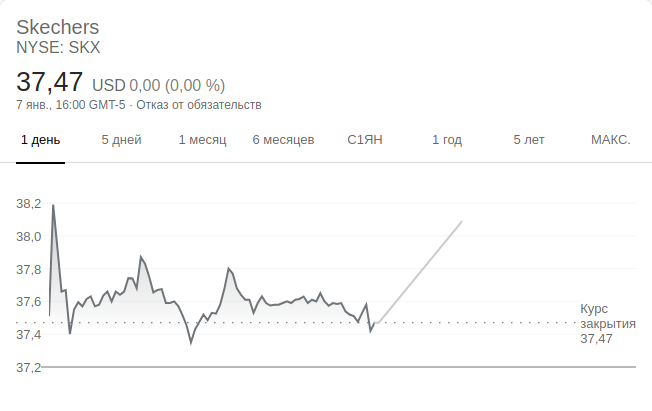 Skechers
NYSE: SKX
37,47 USD 0,00 (0,00 %)
7 янв., 16:00 GMT-5 · Отказ от обязательств
1 день 5 дней 1 месяц 6 месяцев С1ЯН 1 год 5 лет МАКС.
38,2
38,0
37,8
37,6
37,4
37,2
Курс
закрытия
37,47